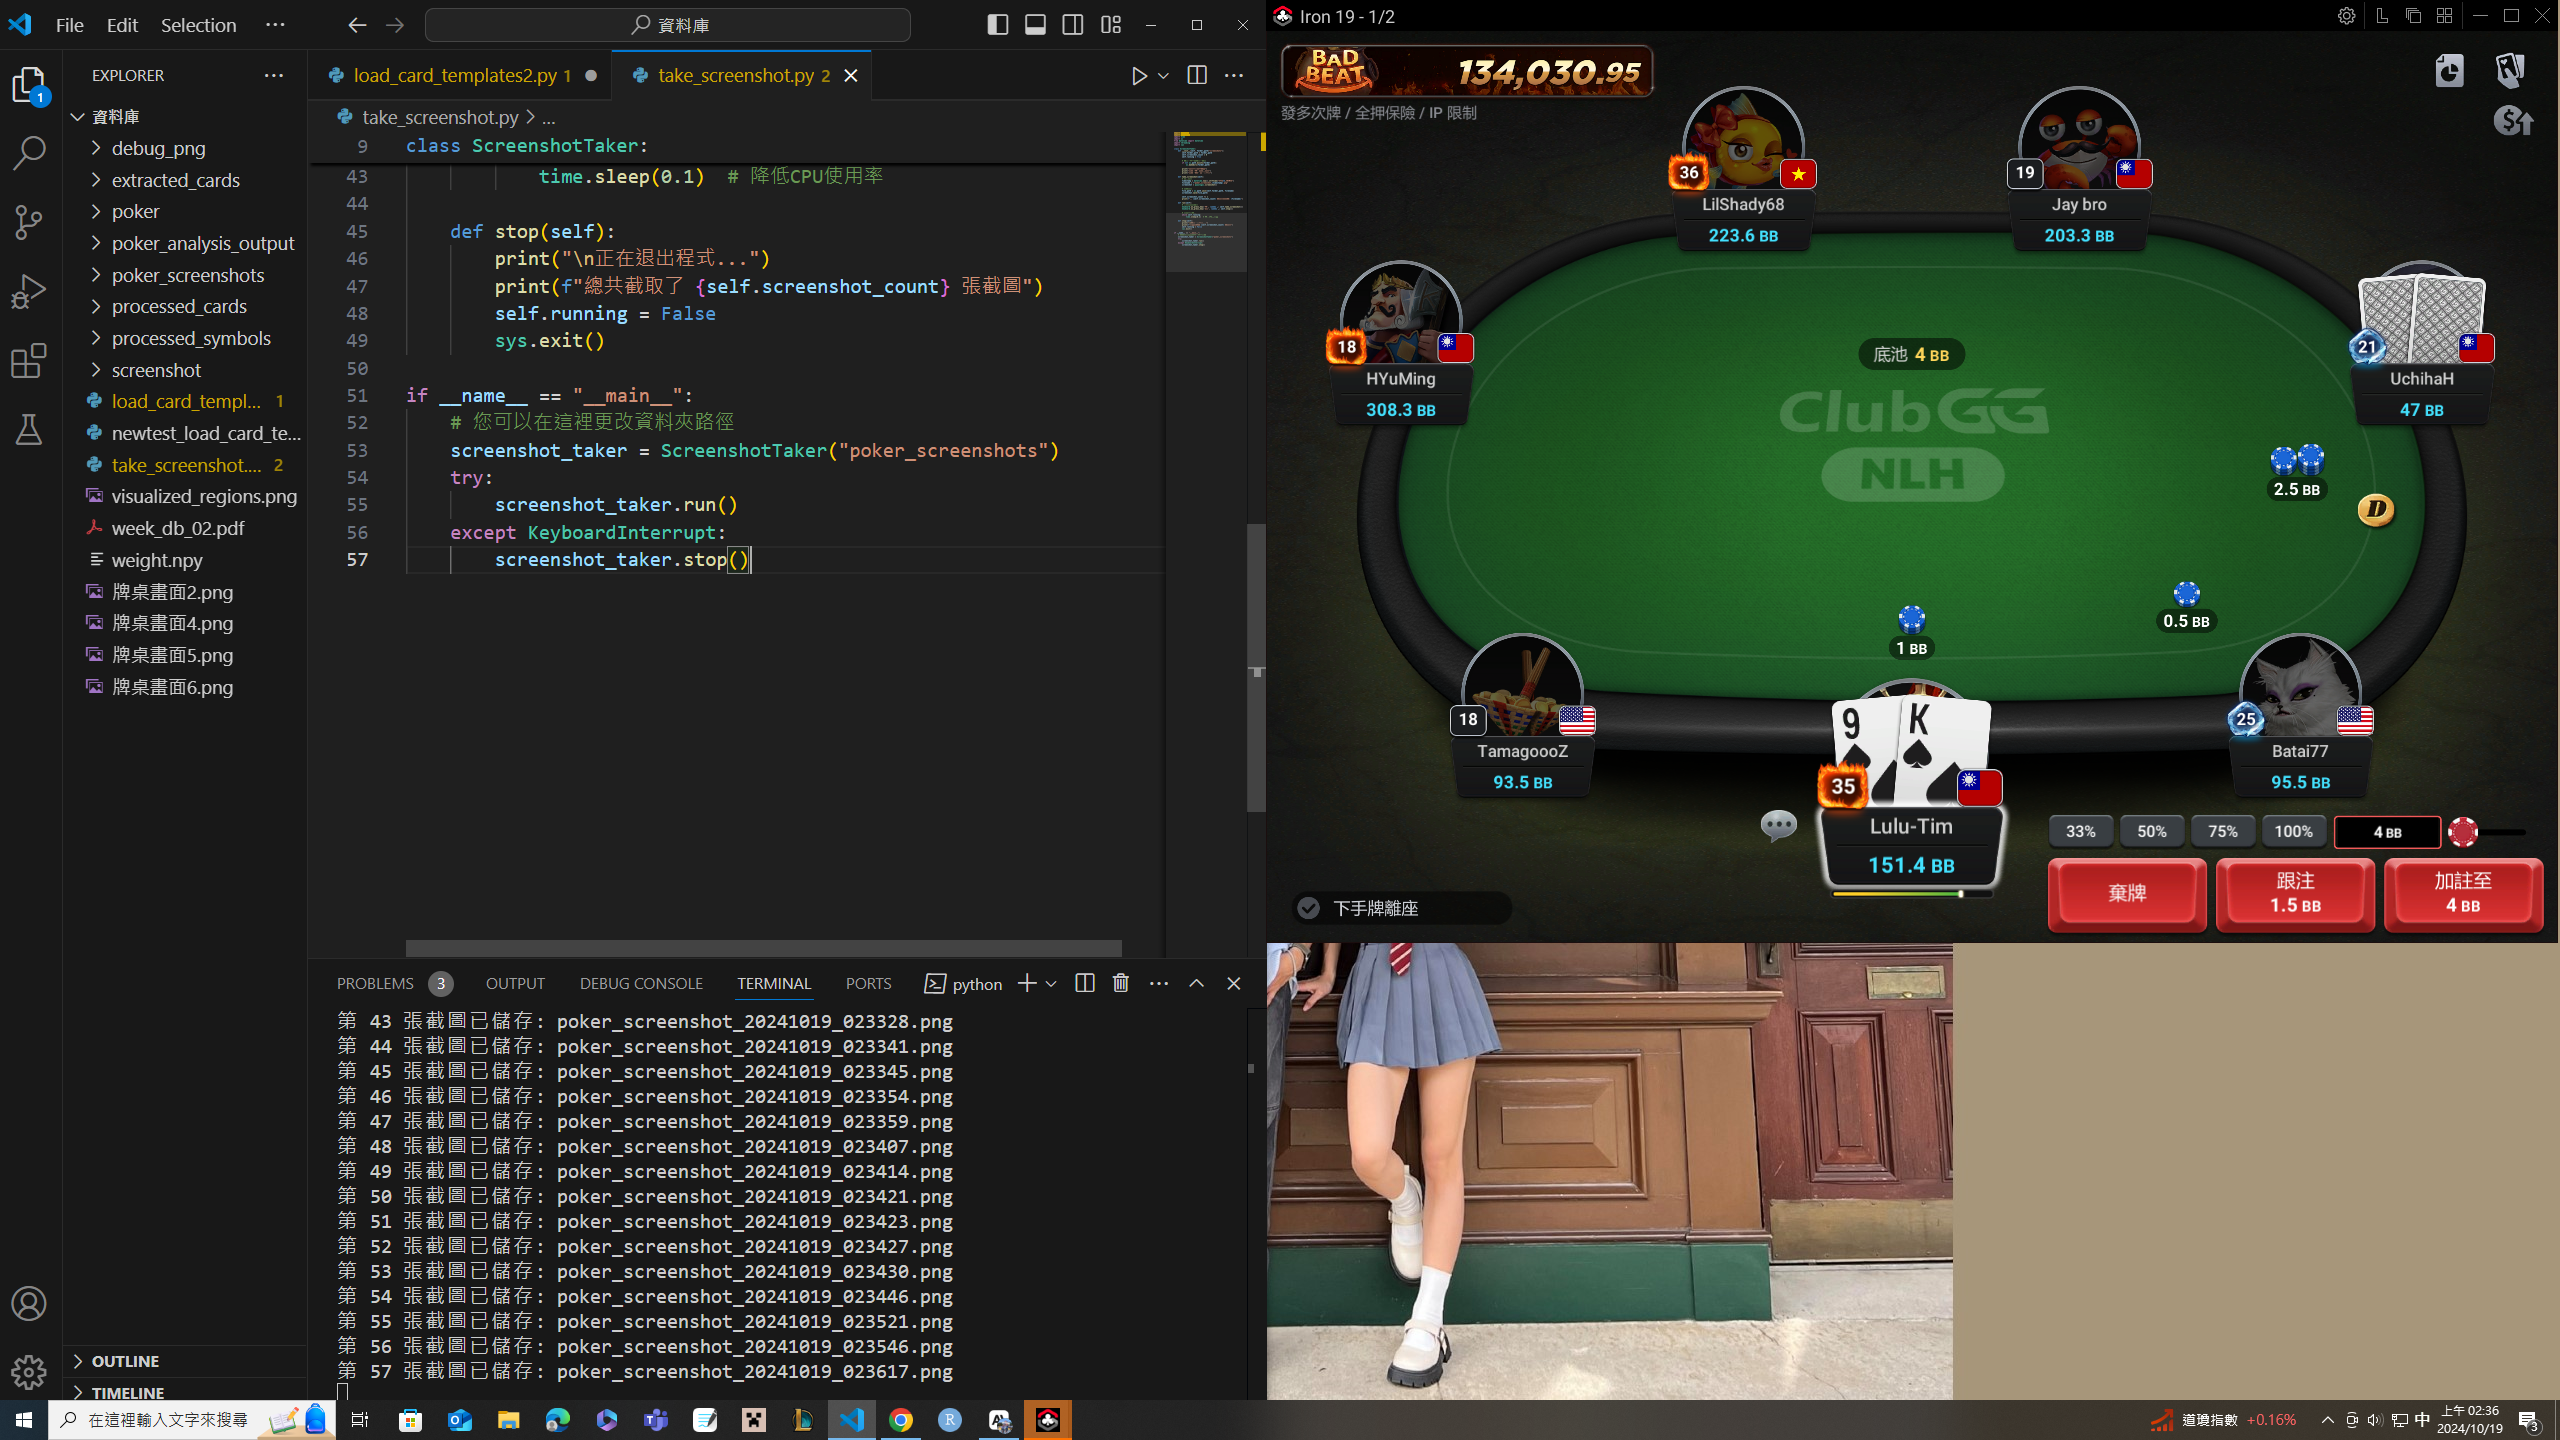 File Edit Selection ...
資料庫
EXPLORER
資料庫
debug_png
extracted_cards
poker
poker_analysis_output
poker_screenshots
processed_cards
processed_symbols
screenshot
load_card_templ... 1
newtest_load_card_te...
take_screenshot.... 2
visualized_regions.png
week_db_02.pdf
weight.npy
牌桌畫面2.png
牌桌畫面4.png
牌桌畫面5.png
牌桌畫面6.png
OUTLINE
TIMELINE
1
load_card_templates2.py 1
take_screenshot.py 2
take_screenshot.py > ...
9 class ScreenshotTaker:
43 time.sleep(0.1) # 降低CPU使用率
44
45 def stop(self):
46 print("\n正在退出程式...")
47 print(f"總共截取了 {self.screenshot_count} 張截圖")
48 self.running = False
49 sys.exit()
50
51 if __name__ == "__main__":
52 # 您可以在這裡更改資料夾路徑
53 screenshot_taker = ScreenshotTaker("poker_screenshots")
54 try:
55 screenshot_taker.run()
56 except KeyboardInterrupt:
57 screenshot_taker.stop()
PROBLEMS 3 OUTPUT DEBUG CONSOLE TERMINAL PORTS python
第 43 張截圖已儲存: poker_screenshot_20241019_023328.png
第 44 張截圖已儲存: poker_screenshot_20241019_023341.png
第 45 張截圖已儲存: poker_screenshot_20241019_023345.png
第 46 張截圖已儲存: poker_screenshot_20241019_023354.png
第 47 張截圖已儲存: poker_screenshot_20241019_023359.png
第 48 張截圖已儲存: poker_screenshot_20241019_023407.png
第 49 張截圖已儲存: poker_screenshot_20241019_023414.png
第 50 張截圖已儲存: poker_screenshot_20241019_023421.png
第 51 張截圖已儲存: poker_screenshot_20241019_023423.png
第 52 張截圖已儲存: poker_screenshot_20241019_023427.png
第 53 張截圖已儲存: poker_screenshot_20241019_023430.png
第 54 張截圖已儲存: poker_screenshot_20241019_023446.png
第 55 張截圖已儲存: poker_screenshot_20241019_023521.png
第 56 張截圖已儲存: poker_screenshot_20241019_023546.png
第 57 張截圖已儲存: poker_screenshot_20241019_023617.png
Iron 19 - 1/2
BAD BEAT 134,030.95
發多次牌 / 全押保險 / IP 限制
36
LilShady68
223.6 BB
19
Jay bro
203.3 BB
18
HYuMing
308.3 BB
21
UchihaH
47 BB
底池 4 BB
ClubGG
NLH
2.5 BB
D
0.5 BB
1 BB
18
TamagoooZ
93.5 BB
9 K
35
Lulu-Tim
151.4 BB
25
Batai77
95.5 BB
33% 50% 75% 100% 4 BB
棄牌
跟注
1.5 BB
加註至
4 BB
下手牌離座
在這裡輸入文字來搜尋
道瓊指數 +0.16%
中
上午 02:36
2024/10/19
3